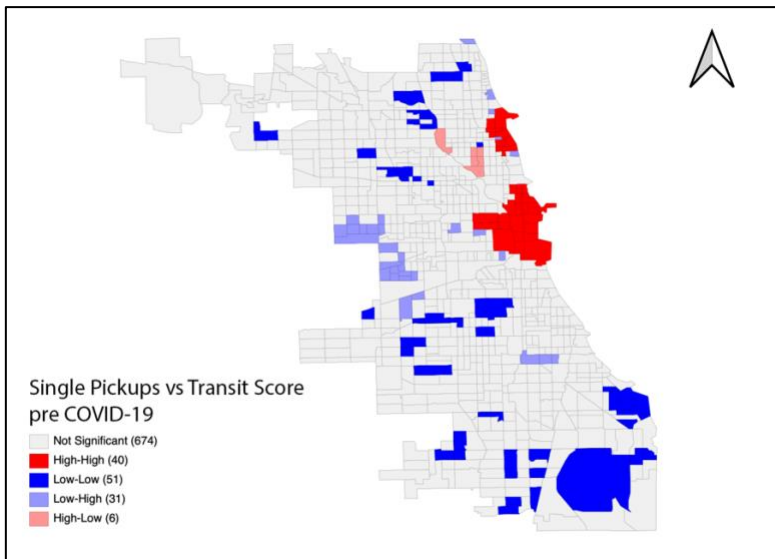 Single Pickups vs Transit Score
pre COVID-19
Not Significant (674)
High-High (40)
Low-Low (51)
Low-High (31)
High-Low (6)